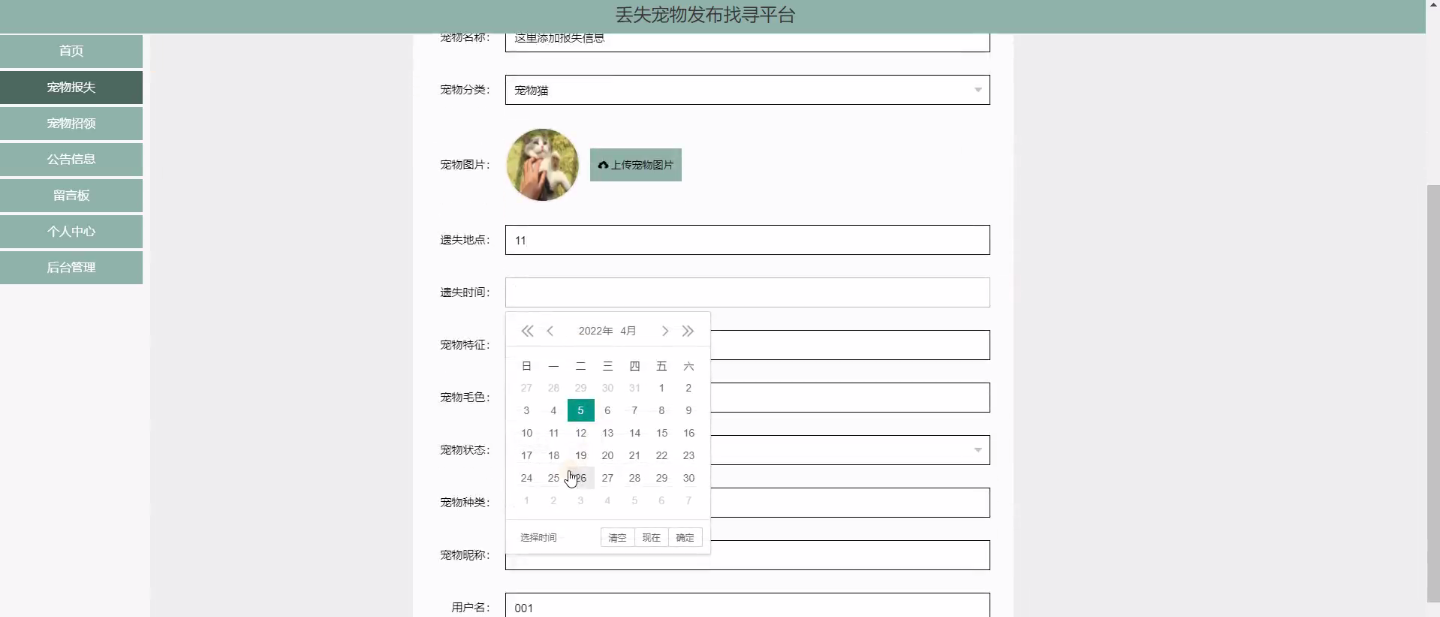 丢失宠物发布找寻平台
首页
宠物报失
宠物招领
公告信息
留言板
个人中心
后台管理
宠物名称： 这里添加报失信息
宠物分类： 宠物猫
宠物图片： 上传宠物图片
遗失地点： 11
遗失时间：
2022年 4月
日 一 二 三 四 五 六
27 28 29 30 31 1 2
3 4 5 6 7 8 9
10 11 12 13 14 15 16
17 18 19 20 21 22 23
24 25 26 27 28 29 30
1 2 3 4 5 6 7
选择时间 清空 现在 确定
宠物特征：
宠物毛色：
宠物状态：
宠物种类：
宠物昵称：
用户名： 001